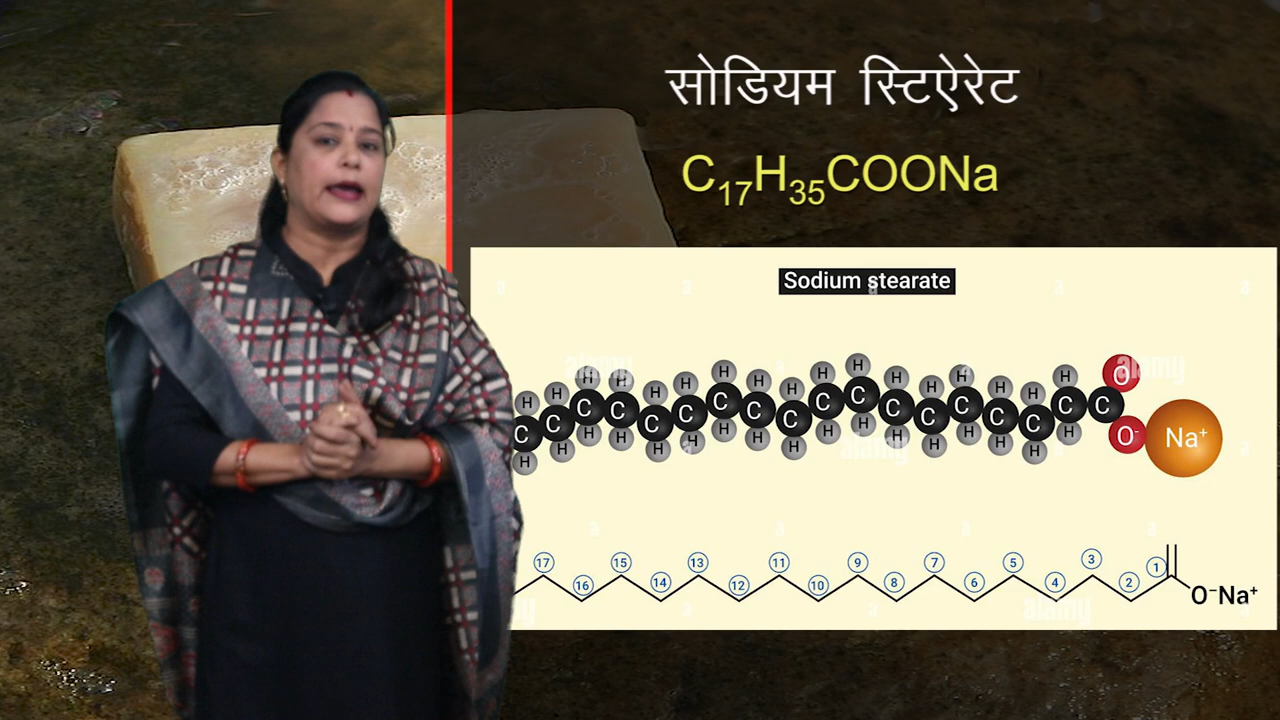 सोडियम स्टिऐरेट
C₁₇H₃₅COONa
Sodium stearate
H H H H H H H H H H H H H H H H H O
C C C C C C C C C C C C C C C C C C
H H H H H H H H H H H H H H H H H O⁻ Na⁺
17 16 15 14 13 12 11 10 9 8 7 6 5 4 3 2 1
O⁻Na⁺
alamy